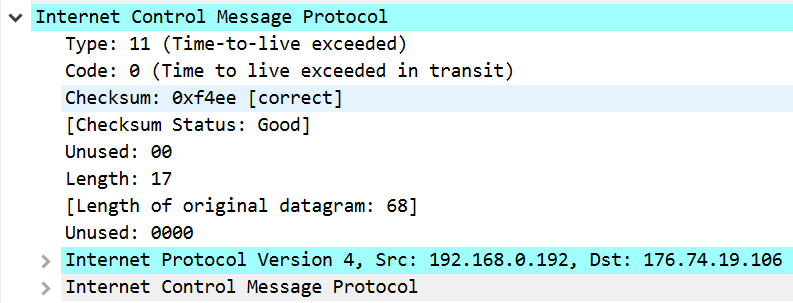 Internet Control Message Protocol
Type: 11 (Time-to-live exceeded)
Code: 0 (Time to live exceeded in transit)
Checksum: 0xf4ee [correct]
[Checksum Status: Good]
Unused: 00
Length: 17
[Length of original datagram: 68]
Unused: 0000
Internet Protocol Version 4, Src: 192.168.0.192, Dst: 176.74.19.106
Internet Control Message Protocol